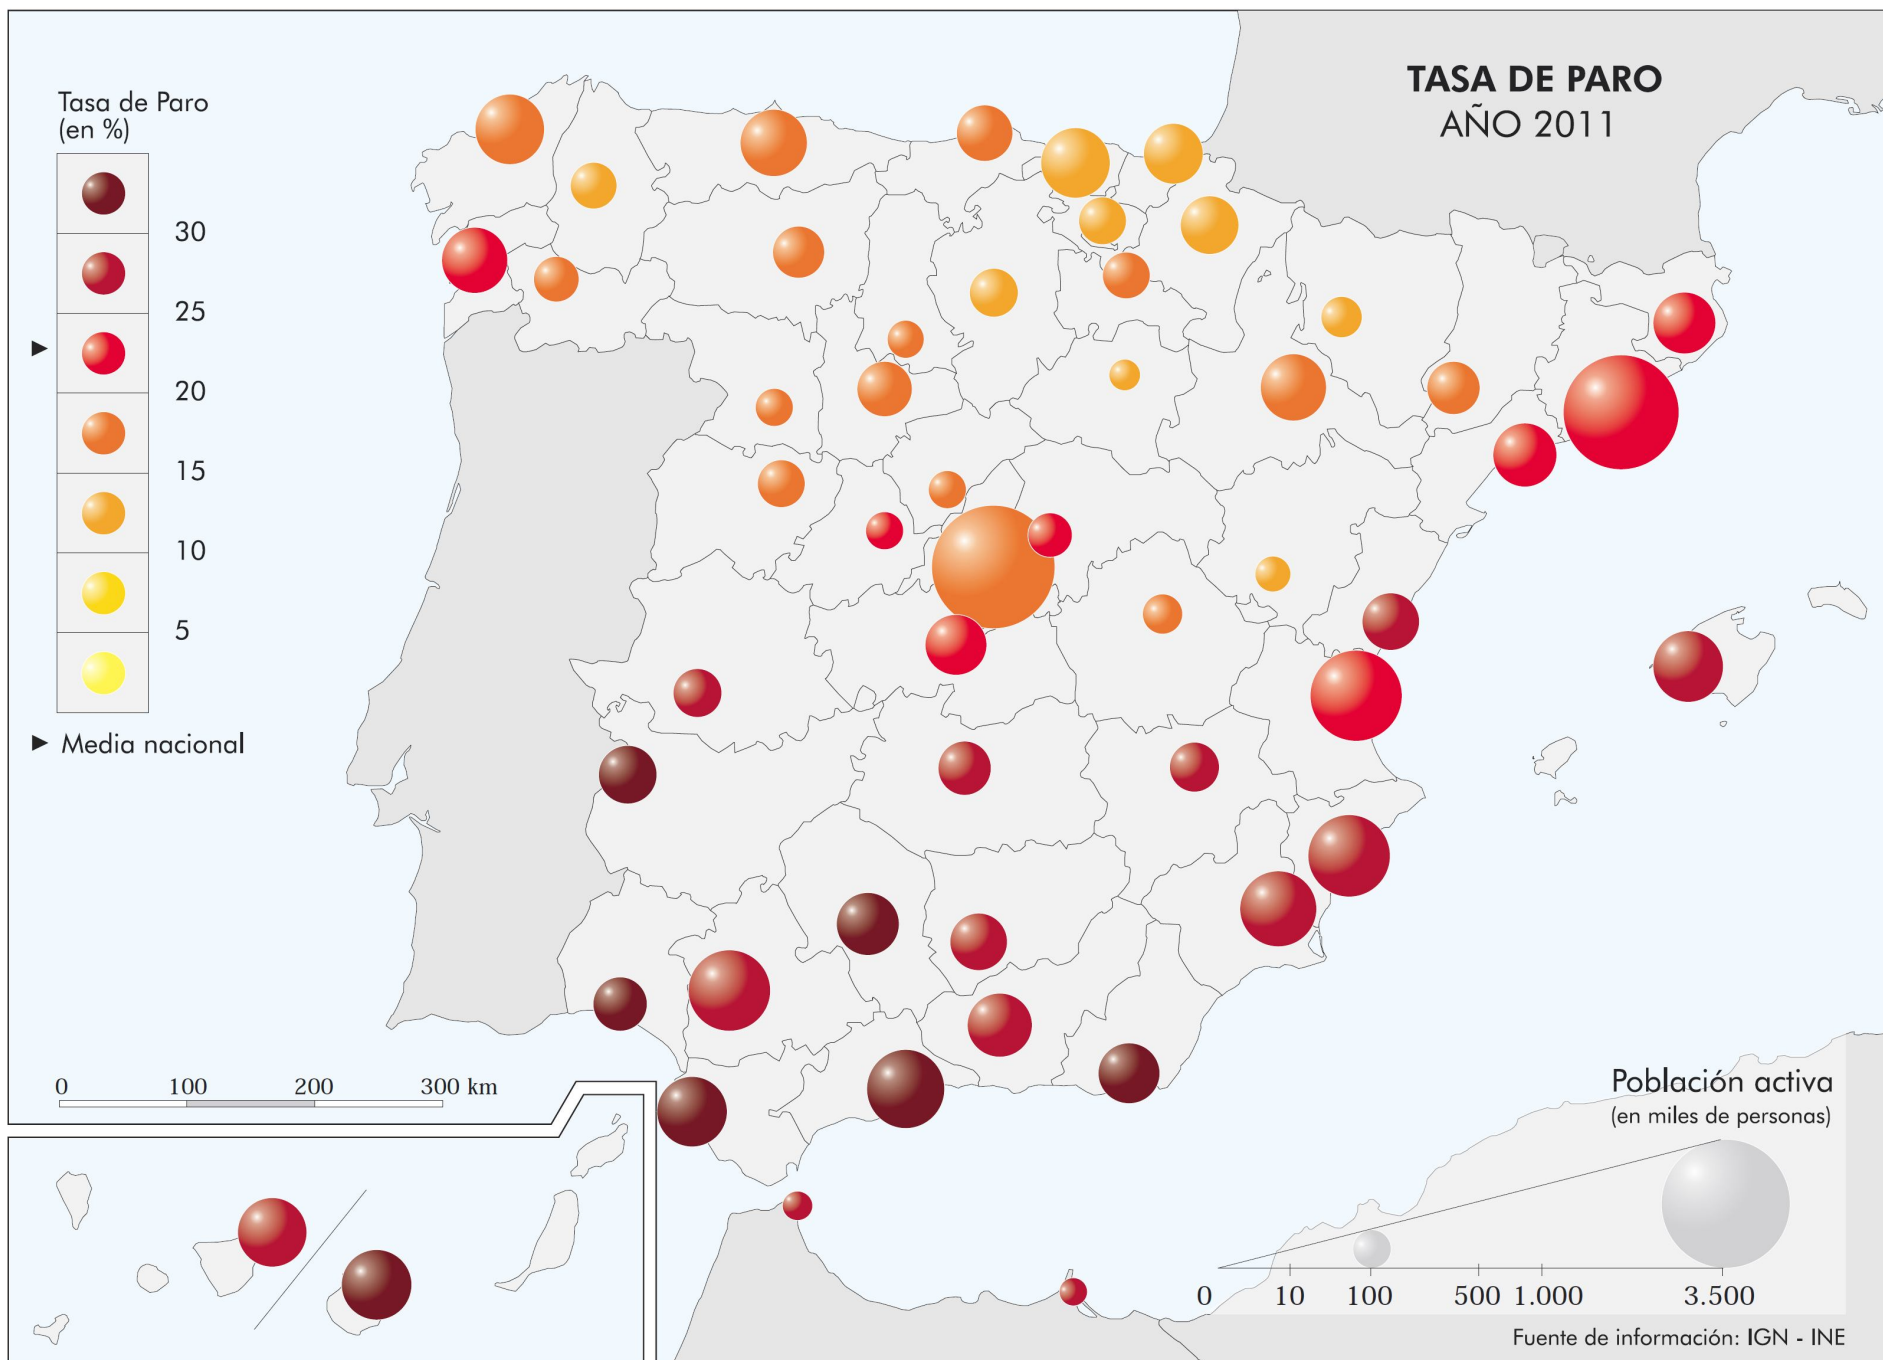 TASA DE PARO
AÑO 2011
Tasa de Paro
(en %)
30
25
20
15
10
5
Media nacional
0 100 200 300 km
Población activa
(en miles de personas)
0 10 100 500 1.000 3.500
Fuente de información: IGN - INE